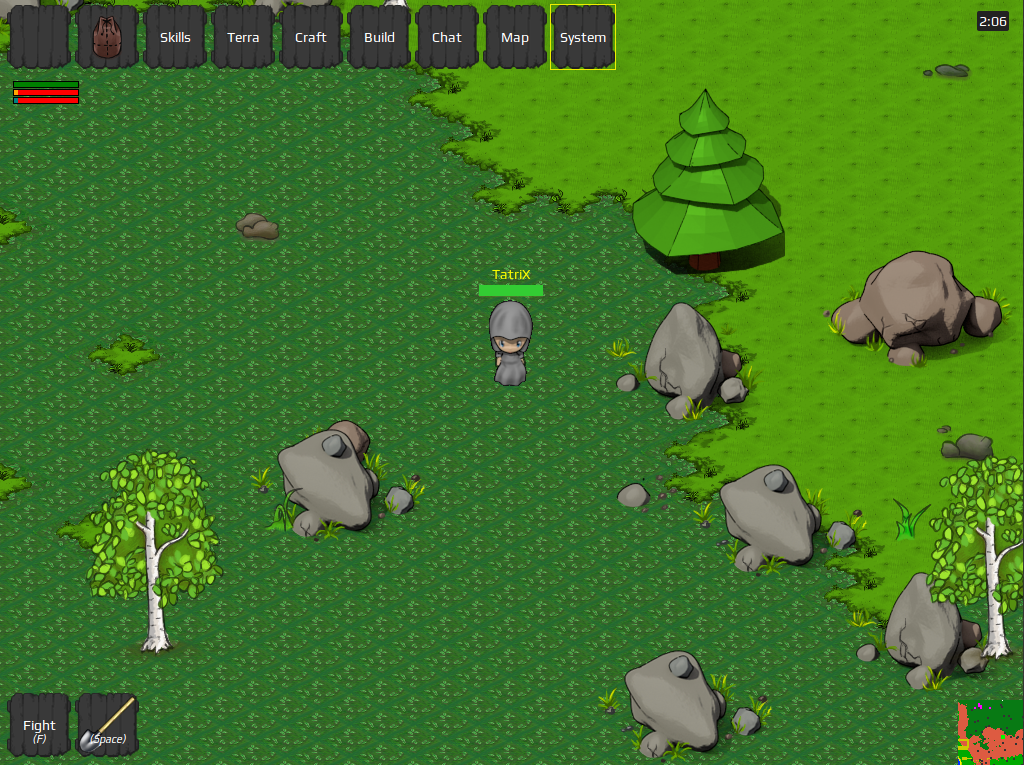 Skills
Terra
Craft
Build
Chat
Map
System
2:06
TatriX
Fight
(F)
(Space)